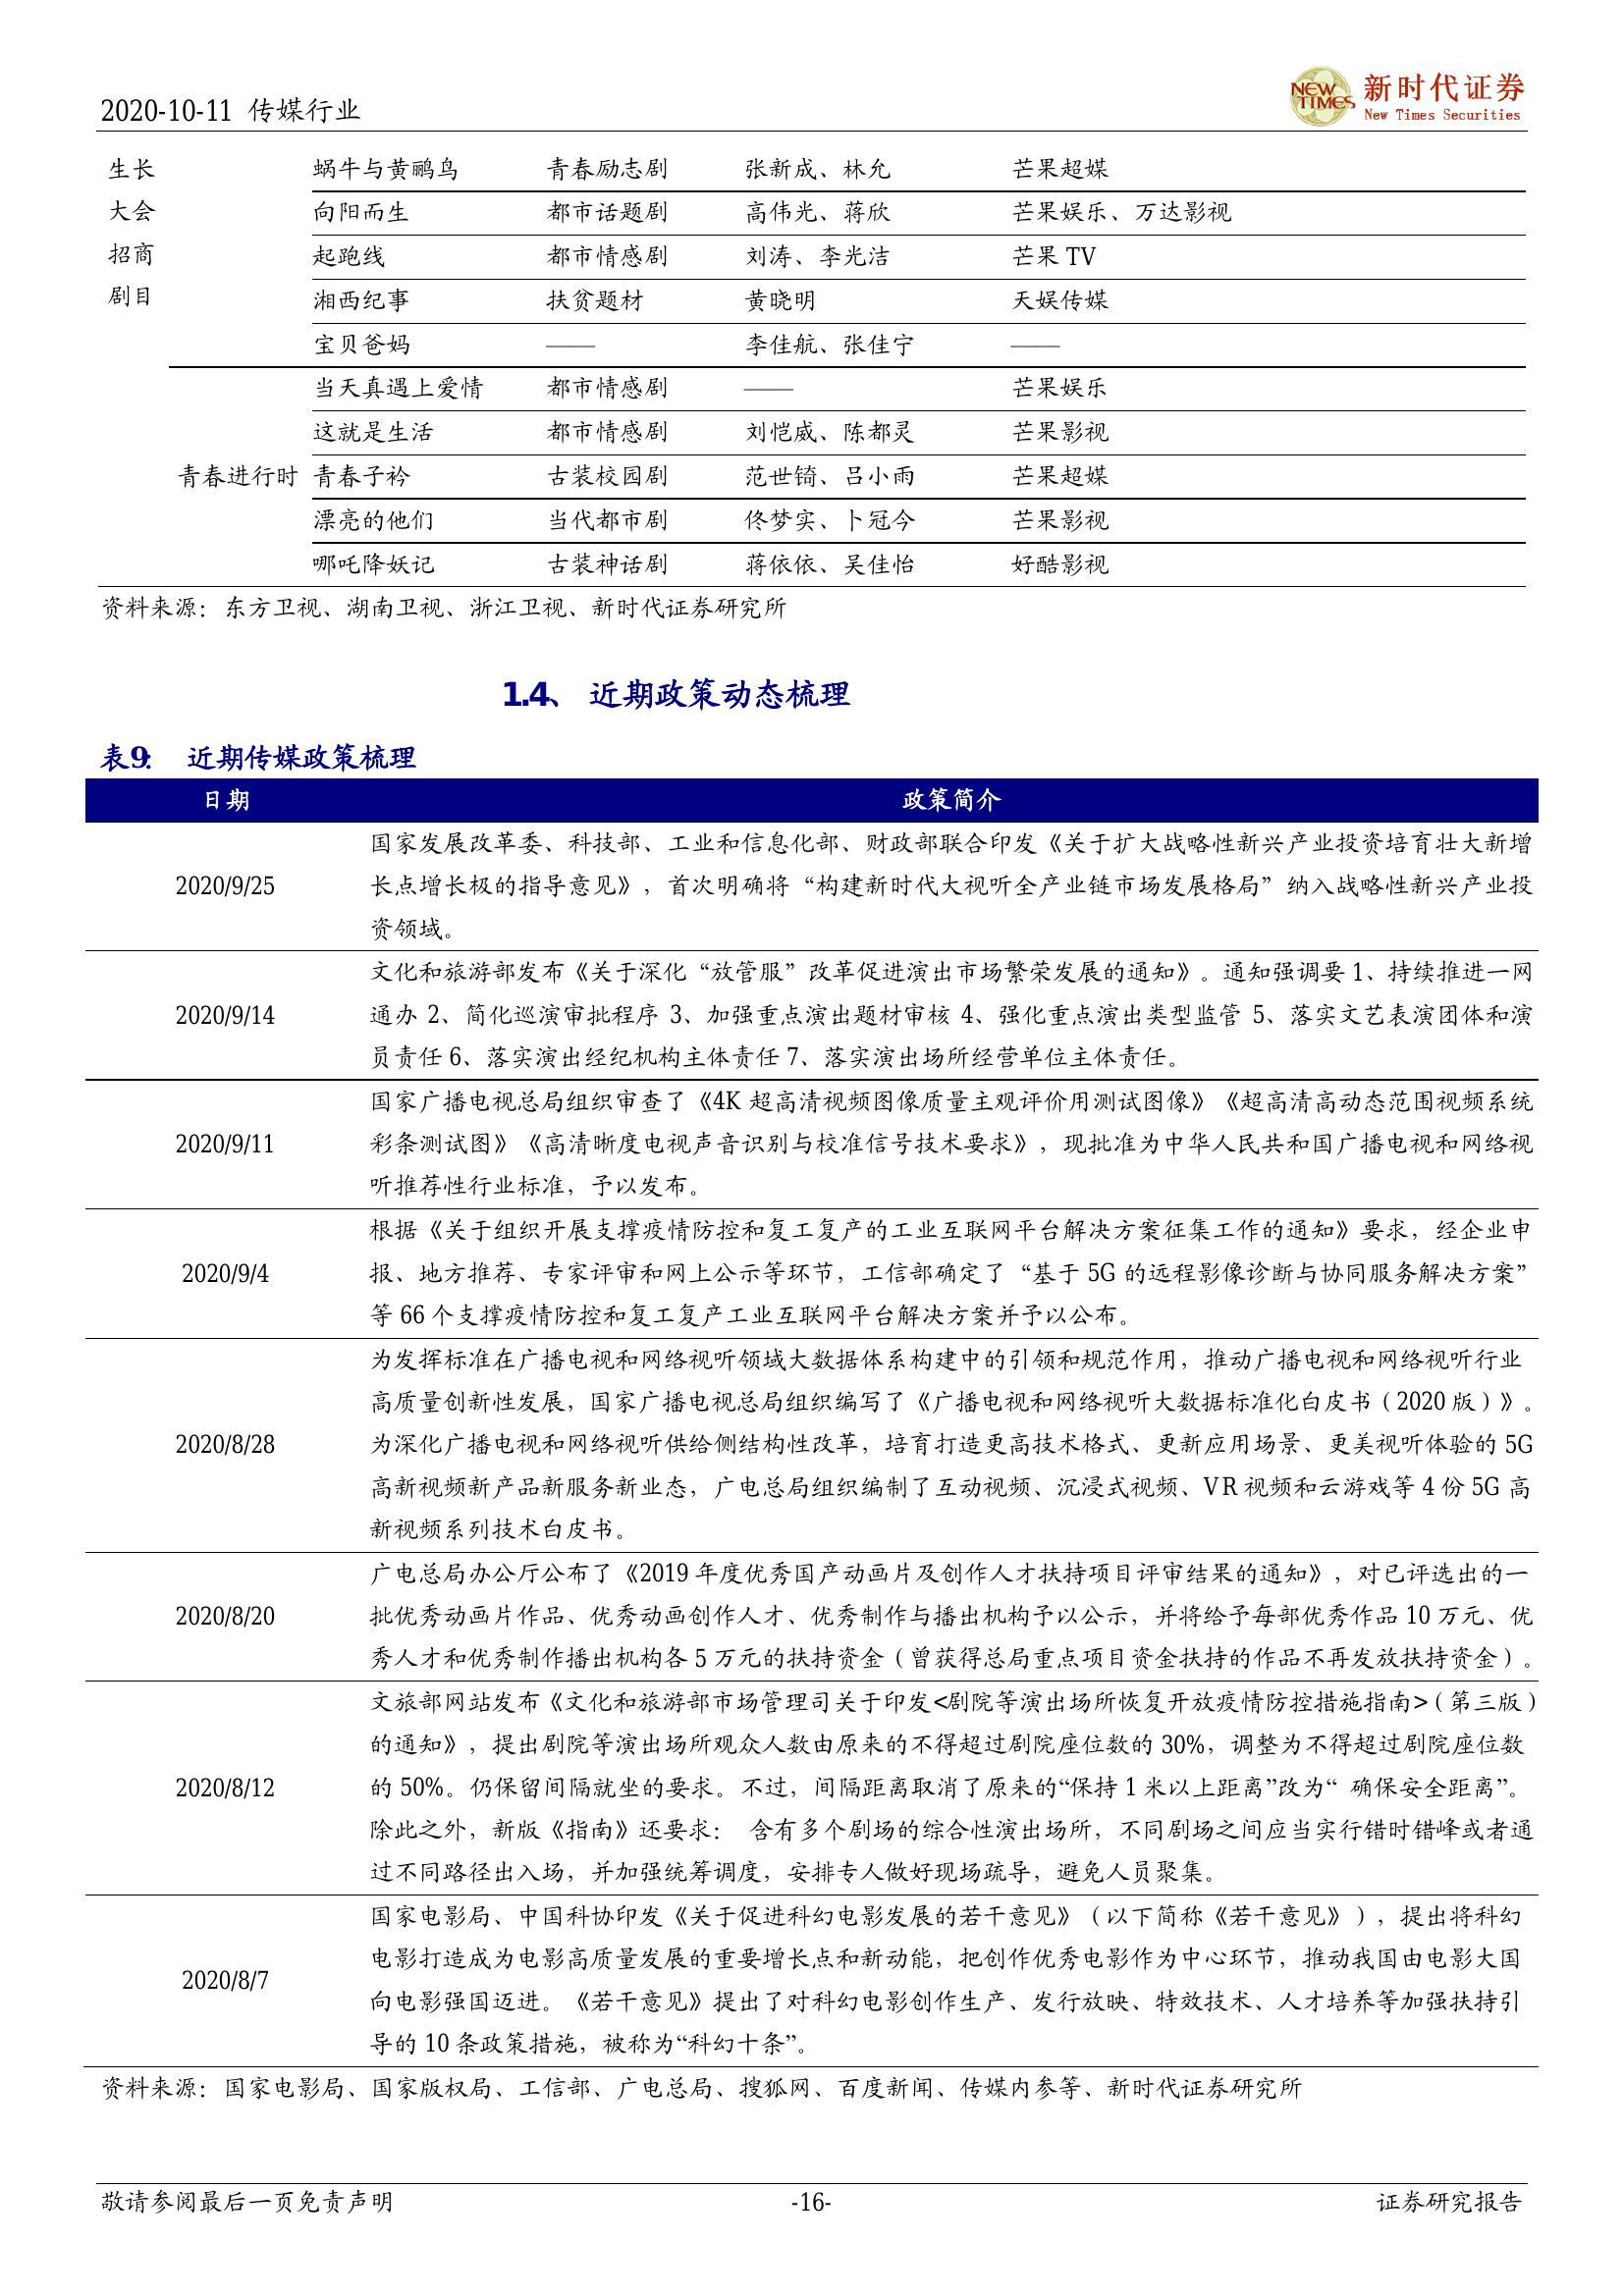 2020-10-11 传媒行业
NEW TIMES 新时代证券
New Times Securities
生长 蜗牛与黄鹂鸟 青春励志剧 张新成、林允 芒果超媒
大会 向阳而生 都市话题剧 高伟光、蒋欣 芒果娱乐、万达影视
招商 起跑线 都市情感剧 刘涛、李光洁 芒果 TV
剧目 湘西纪事 扶贫题材 黄晓明 天娱传媒
宝贝爸妈 —— 李佳航、张佳宁 ——
当天真遇上爱情 都市情感剧 —— 芒果娱乐
这就是生活 都市情感剧 刘恺威、陈都灵 芒果影视
青春进行时 青春子衿 古装校园剧 范世锜、吕小雨 芒果超媒
漂亮的他们 当代都市剧 佟梦实、卜冠今 芒果影视
哪吒降妖记 古装神话剧 蒋依依、吴佳怡 好酷影视
资料来源：东方卫视、湖南卫视、浙江卫视、新时代证券研究所
1.4、 近期政策动态梳理
表9： 近期传媒政策梳理
日期 政策简介
国家发展改革委、科技部、工业和信息化部、财政部联合印发《关于扩大战略性新兴产业投资培育壮大新增
2020/9/25 长点增长极的指导意见》，首次明确将“构建新时代大视听全产业链市场发展格局”纳入战略性新兴产业投
资领域。
文化和旅游部发布《关于深化“放管服”改革促进演出市场繁荣发展的通知》。通知强调要 1、持续推进一网
2020/9/14 通办 2、简化巡演审批程序 3、加强重点演出题材审核 4、强化重点演出类型监管 5、落实文艺表演团体和演
员责任 6、落实演出经纪机构主体责任 7、落实演出场所经营单位主体责任。
国家广播电视总局组织审查了《4K 超高清视频图像质量主观评价用测试图像》《超高清高动态范围视频系统
2020/9/11 彩条测试图》《高清晰度电视声音识别与校准信号技术要求》，现批准为中华人民共和国广播电视和网络视
听推荐性行业标准，予以发布。
根据《关于组织开展支撑疫情防控和复工复产的工业互联网平台解决方案征集工作的通知》要求，经企业申
2020/9/4 报、地方推荐、专家评审和网上公示等环节，工信部确定了“基于 5G 的远程影像诊断与协同服务解决方案”
等 66 个支撑疫情防控和复工复产工业互联网平台解决方案并予以公布。
为发挥标准在广播电视和网络视听领域大数据体系构建中的引领和规范作用，推动广播电视和网络视听行业
高质量创新性发展，国家广播电视总局组织编写了《广播电视和网络视听大数据标准化白皮书（2020 版）》。
2020/8/28 为深化广播电视和网络视听供给侧结构性改革，培育打造更高技术格式、更新应用场景、更美视听体验的 5G
高新视频新产品新服务新业态，广电总局组织编制了互动视频、沉浸式视频、VR 视频和云游戏等 4 份 5G 高
新视频系列技术白皮书。
广电总局办公厅公布了《2019 年度优秀国产动画片及创作人才扶持项目评审结果的通知》，对已评选出的一
2020/8/20 批优秀动画片作品、优秀动画创作人才、优秀制作与播出机构予以公示，并将给予每部优秀作品 10 万元、优
秀人才和优秀制作播出机构各 5 万元的扶持资金（曾获得总局重点项目资金扶持的作品不再发放扶持资金）。
文旅部网站发布《文化和旅游部市场管理司关于印发<剧院等演出场所恢复开放疫情防控措施指南>（第三版）
的通知》，提出剧院等演出场所观众人数由原来的不得超过剧院座位数的 30%，调整为不得超过剧院座位数
2020/8/12 的 50%。仍保留间隔就坐的要求。不过，间隔距离取消了原来的“保持 1 米以上距离”改为“ 确保安全距离”。
除此之外，新版《指南》还要求： 含有多个剧场的综合性演出场所，不同剧场之间应当实行错时错峰或者通
过不同路径出入场，并加强统筹调度，安排专人做好现场疏导，避免人员聚集。
国家电影局、中国科协印发《关于促进科幻电影发展的若干意见》（以下简称《若干意见》），提出将科幻
电影打造成为电影高质量发展的重要增长点和新动能，把创作优秀电影作为中心环节，推动我国由电影大国
2020/8/7 向电影强国迈进。《若干意见》提出了对科幻电影创作生产、发行放映、特效技术、人才培养等加强扶持引
导的 10 条政策措施，被称为“科幻十条”。
资料来源：国家电影局、国家版权局、工信部、广电总局、搜狐网、百度新闻、传媒内参等、新时代证券研究所
敬请参阅最后一页免责声明 -16- 证券研究报告